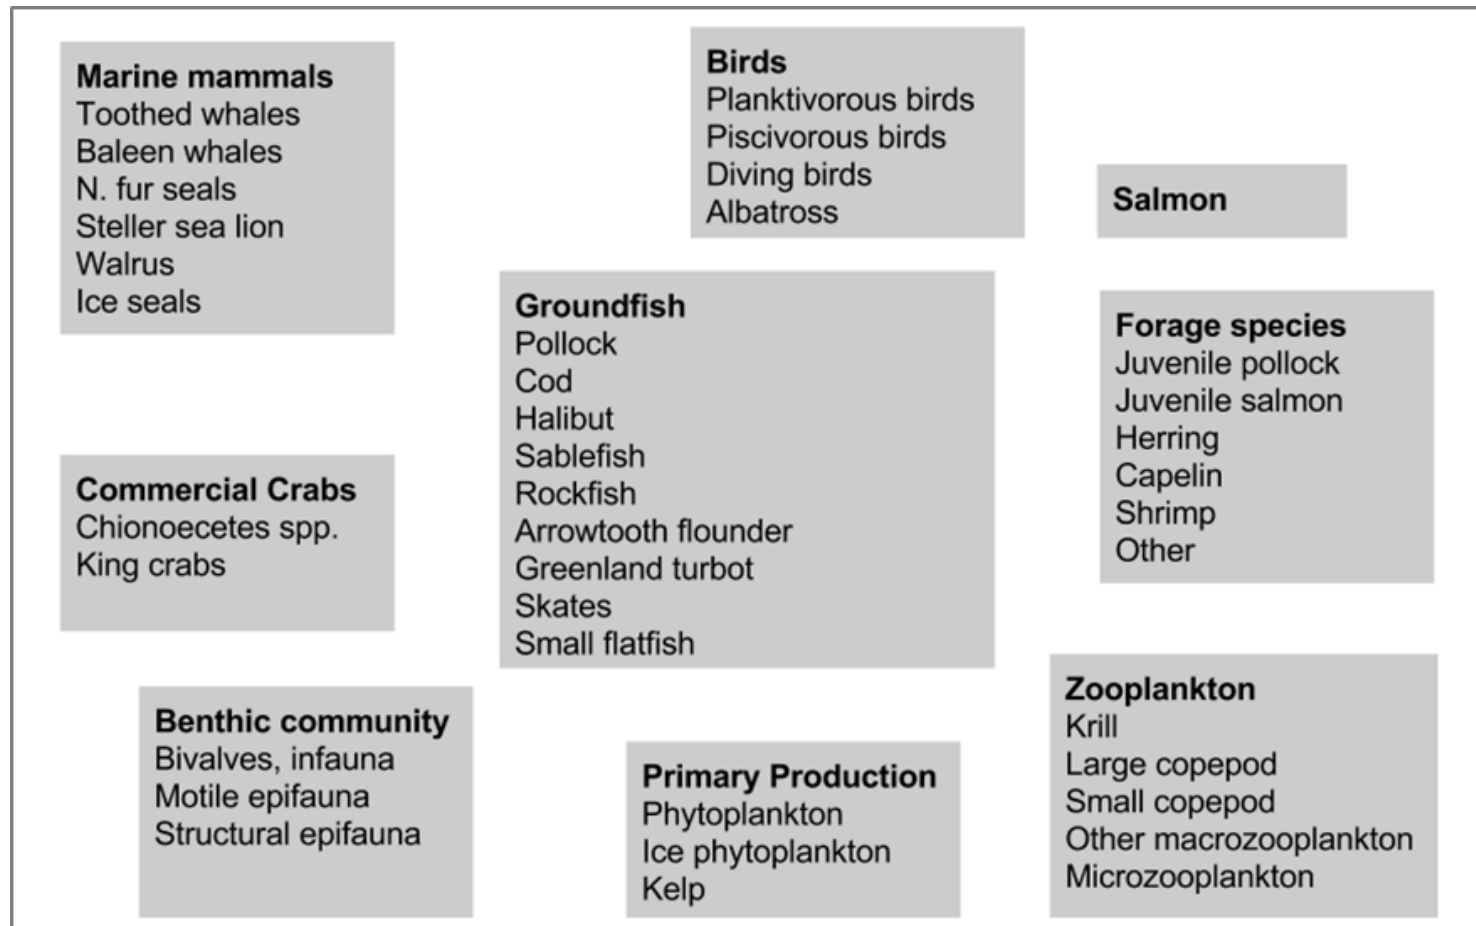 Marine mammals
Toothed whales
Baleen whales
N. fur seals
Steller sea lion
Walrus
Ice seals
Birds
Planktivorous birds
Piscivorous birds
Diving birds
Albatross
Salmon
Groundfish
Pollock
Cod
Halibut
Sablefish
Rockfish
Arrowtooth flounder
Greenland turbot
Skates
Small flatfish
Forage species
Juvenile pollock
Juvenile salmon
Herring
Capelin
Shrimp
Other
Commercial Crabs
Chionoecetes spp.
King crabs
Benthic community
Bivalves, infauna
Motile epifauna
Structural epifauna
Primary Production
Phytoplankton
Ice phytoplankton
Kelp
Zooplankton
Krill
Large copepod
Small copepod
Other macrozooplankton
Microzooplankton